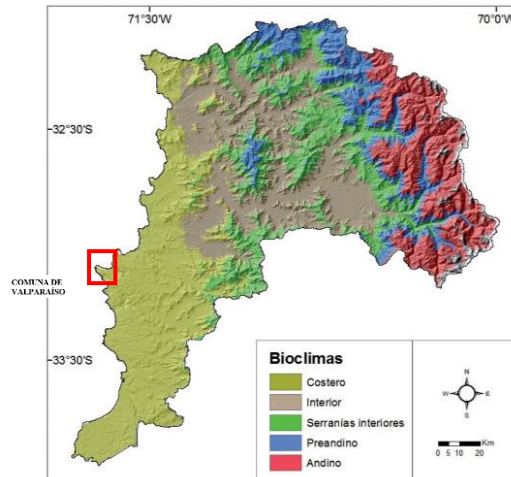 71°30'W
70°0'W
32°30'S
COMUNA DE
VALPARAÍSO
33°30'S
Bioclimas
Costero
Interior
Serranías interiores
Preandino
Andino
N
W
E
S
Km
0 5 10 20